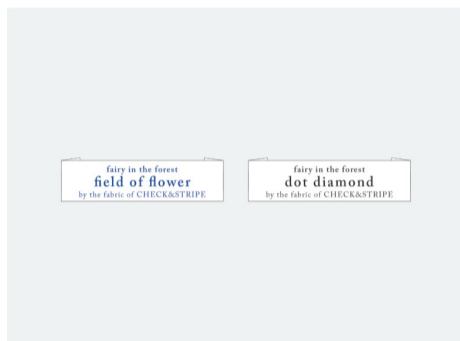 fairy in the forest
field of flower
by the fabric of CHECK&STRIPE
fairy in the forest
dot diamond
by the fabric of CHECK&STRIPE